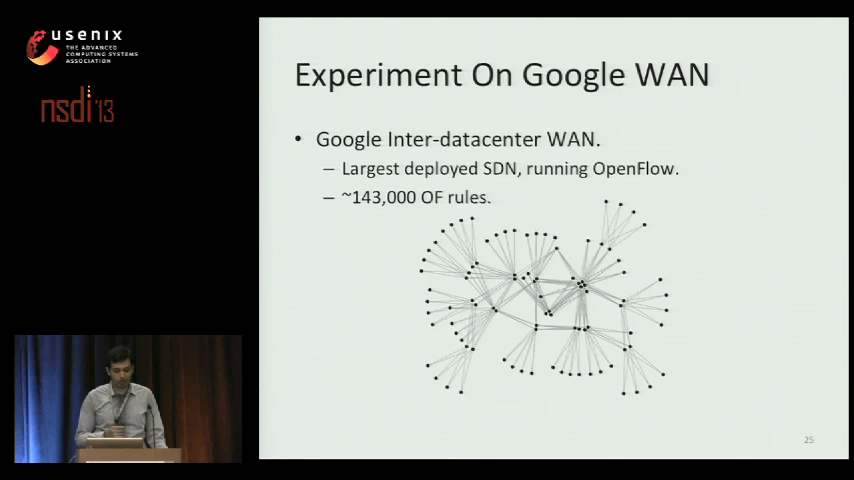 usenix
THE ADVANCED
COMPUTING SYSTEMS
ASSOCIATION
nsdi '13
Experiment On Google WAN
• Google Inter-datacenter WAN.
– Largest deployed SDN, running OpenFlow.
– ~143,000 OF rules.
25